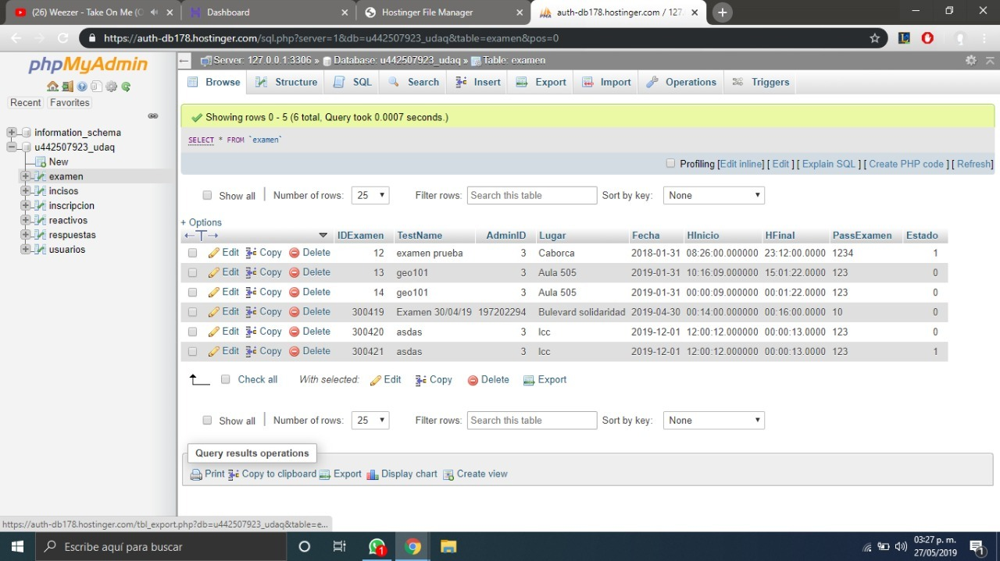 (26) Weezer - Take On Me (O
Dashboard
Hostinger File Manager
auth-db178.hostinger.com / 127.
https://auth-db178.hostinger.com/sql.php?server=1&db=u442507923_udaq&table=examen&pos=0
phpMyAdmin
Recent Favorites
information_schema
u442507923_udaq
New
examen
incisos
inscripcion
reactivos
respuestas
usuarios
Server: 127.0.0.1:3306 » Database: u442507923_udaq » Table: examen
Browse Structure SQL Search Insert Export Import Operations Triggers
Showing rows 0 - 5 (6 total, Query took 0.0007 seconds.)
SELECT * FROM `examen`
Profiling [Edit inline] [ Edit ] [ Explain SQL ] [ Create PHP code ] [ Refresh]
Show all | Number of rows: 25 Filter rows: Search this table Sort by key: None
+ Options
←T→ IDExamen TestName AdminID Lugar Fecha HInicio HFinal PassExamen Estado
Edit Copy Delete 12 examen prueba 3 Caborca 2018-01-31 08:26:00.000000 23:12:00.0000 1234 1
Edit Copy Delete 13 geo101 3 Aula 505 2019-01-31 10:16:09.000000 15:01:22.0000 123 0
Edit Copy Delete 14 geo101 3 Aula 505 2019-01-31 00:00:09.000000 00:01:22.0000 123 0
Edit Copy Delete 300419 Examen 30/04/19 197202294 Bulevard solidaridad 2019-04-30 00:14:00.000000 00:16:00.0000 10 0
Edit Copy Delete 300420 asdas 3 lcc 2019-12-01 12:00:12.000000 00:00:13.0000 123 0
Edit Copy Delete 300421 asdas 3 lcc 2019-12-01 12:00:12.000000 00:00:13.0000 123 1
Check all With selected: Edit Copy Delete Export
Show all | Number of rows: 25 Filter rows: Search this table Sort by key: None
Query results operations
Print Copy to clipboard Export Display chart Create view
https://auth-db178.hostinger.com/tbl_export.php?db=u442507923_udaq&table=e...
Escribe aquí para buscar
1
03:27 p. m.
27/05/2019
1